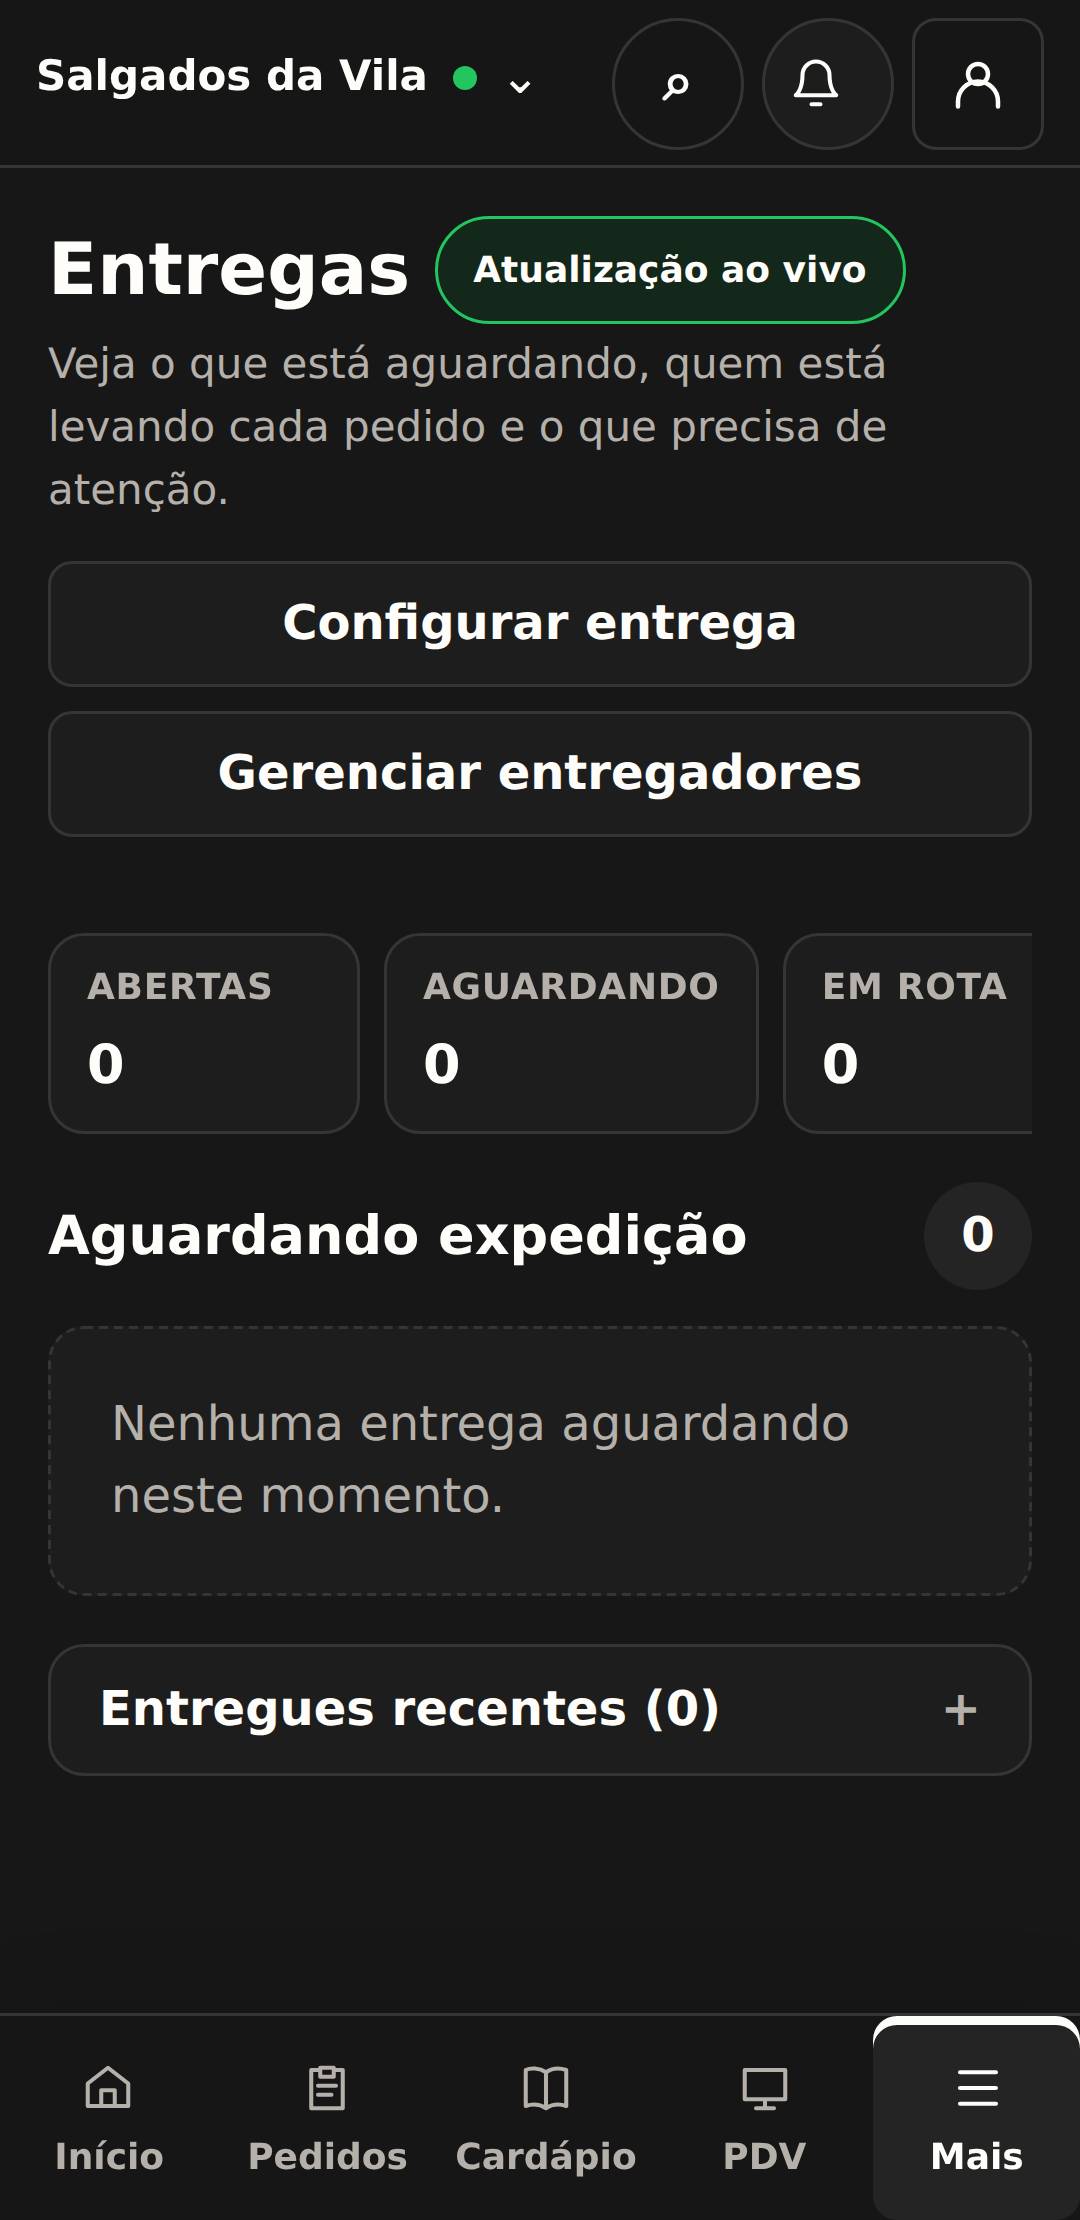 Salgados da Vila
Entregas
Atualização ao vivo
Veja o que está aguardando, quem está
levando cada pedido e o que precisa de
atenção.
Configurar entrega
Gerenciar entregadores
ABERTAS
0
AGUARDANDO
0
EM ROTA
0
Aguardando expedição
0
Nenhuma entrega aguardando
neste momento.
Entregues recentes (0)
+
Início
Pedidos
Cardápio
PDV
Mais